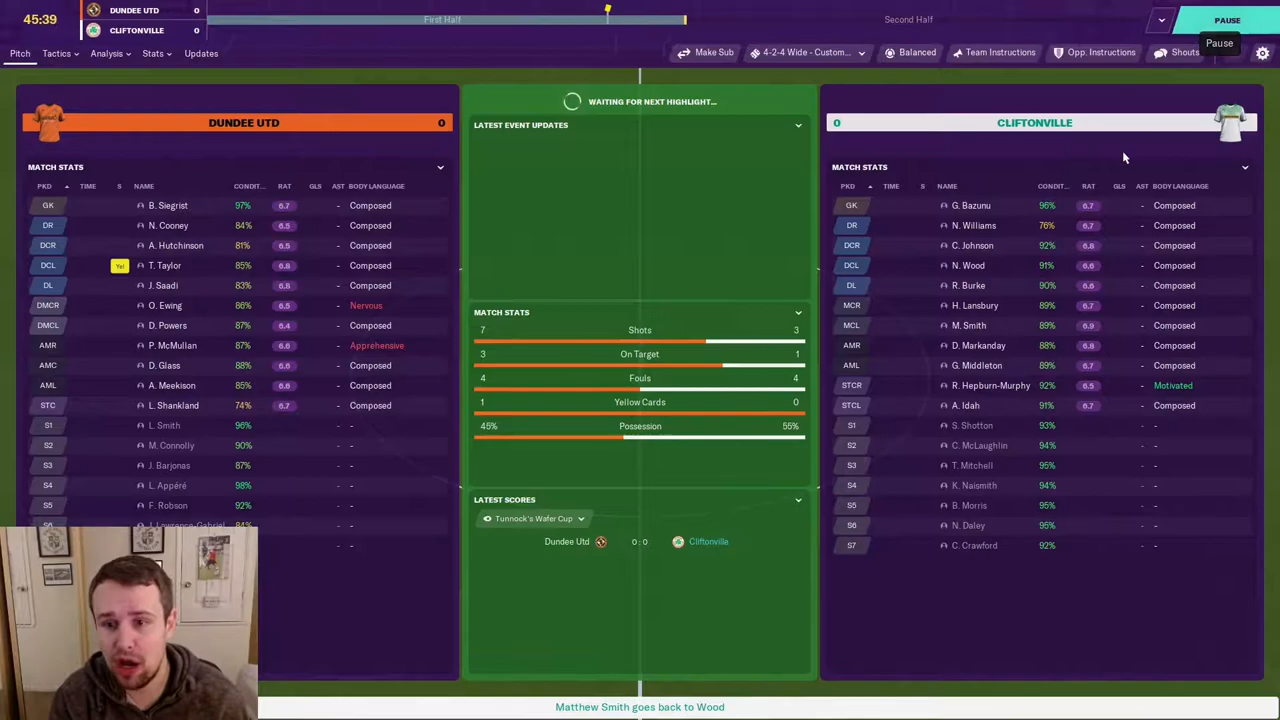 45:39
DUNDEE UTD 0
CLIFTONVILLE 0
First Half
Second Half
PAUSE
Pause
Pitch Tactics Analysis Stats Updates
Make Sub 4-2-4 Wide - Custom... Balanced Team Instructions Opp. Instructions Shouts
DUNDEE UTD 0
MATCH STATS
PKD TIME S NAME CONDIT... RAT GLS AST BODY LANGUAGE
GK B. Siegrist 97% 6.7 - Composed
DR N. Cooney 84% 6.5 - Composed
DCR A. Hutchinson 81% 6.5 - Composed
DCL Yel T. Taylor 85% 6.8 - Composed
DL J. Saadi 83% 6.8 - Composed
DMCR O. Ewing 86% 6.5 - Nervous
DMCL D. Powers 87% 6.4 - Composed
AMR P. McMullan 87% 6.6 - Apprehensive
AMC D. Glass 88% 6.6 - Composed
AML A. Meekison 85% 6.6 - Composed
STC L. Shankland 74% 6.7 - Composed
S1 L. Smith 96% - - -
S2 M. Connolly 90% - - -
S3 J. Barjonas 87% - - -
S4 L. Appéré 98% - - -
S5 F. Robson 92% - - -
WAITING FOR NEXT HIGHLIGHT...
LATEST EVENT UPDATES
MATCH STATS
7 Shots 3
3 On Target 1
4 Fouls 4
1 Yellow Cards 0
45% Possession 55%
LATEST SCORES
Tunnock's Wafer Cup
Dundee Utd 0 : 0 Cliftonville
0 CLIFTONVILLE
MATCH STATS
PKD TIME S NAME CONDIT... RAT GLS AST BODY LANGUAGE
GK G. Bazunu 96% 6.7 - Composed
DR N. Williams 76% 6.7 - Composed
DCR C. Johnson 92% 6.8 - Composed
DCL N. Wood 91% 6.6 - Composed
DL R. Burke 90% 6.6 - Composed
MCR H. Lansbury 89% 6.7 - Composed
MCL M. Smith 89% 6.9 - Composed
AMR D. Markanday 88% 6.8 - Composed
AML G. Middleton 89% 6.7 - Composed
STCR R. Hepburn-Murphy 92% 6.5 - Motivated
STCL A. Idah 91% 6.7 - Composed
S1 S. Shotton 93% - - -
S2 C. McLaughlin 94% - - -
S3 T. Mitchell 95% - - -
S4 K. Naismith 94% - - -
S5 B. Morris 95% - - -
S6 N. Daley 95% - - -
S7 C. Crawford 92% - - -
Matthew Smith goes back to Wood